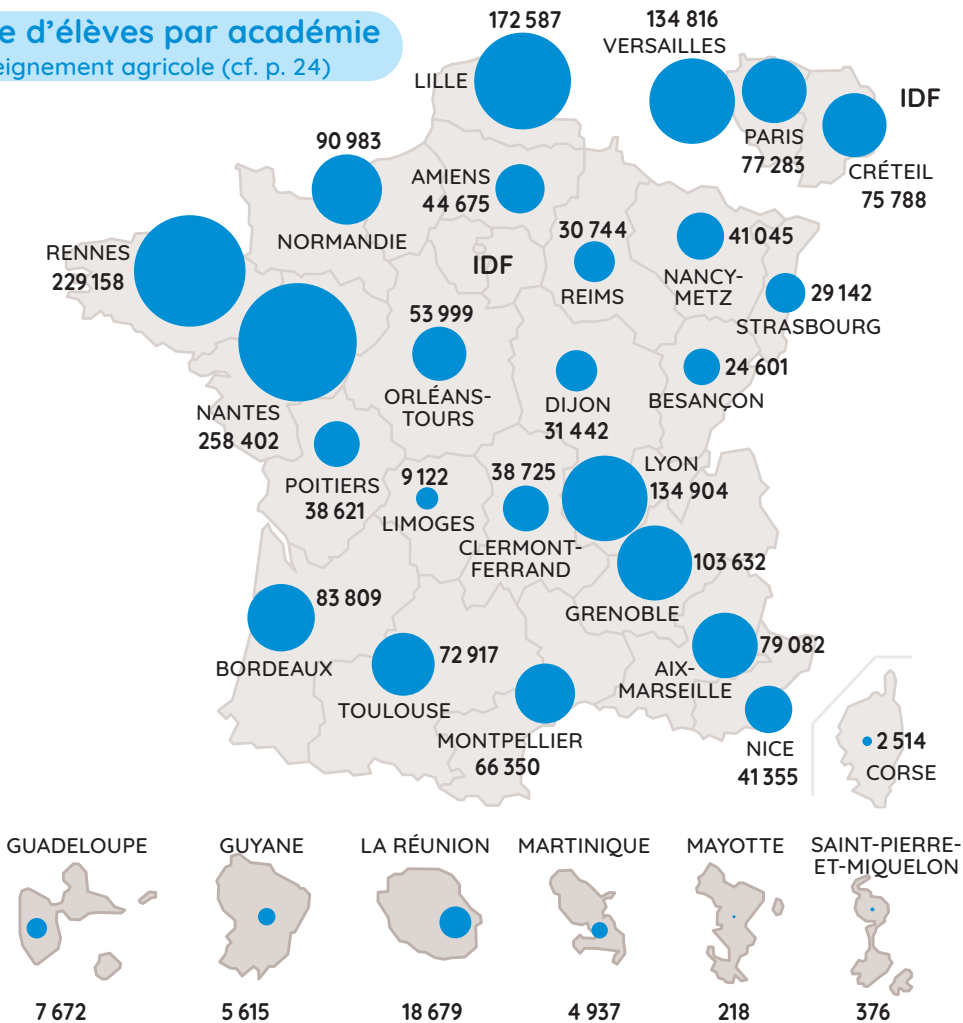 d'élèves par académie
(cf. p. 24)
agricole
172 587
LILLE
134 816
VERSAILLES
IDF
PARIS
77 283
CRÉTEIL
75 788
90 983
NORMANDIE
AMIENS
44 675
RENNES
229 158
IDF
30 744
REIMS
41 045
NANCY-
METZ
29 142
STRASBOURG
53 999
ORLÉANS-
TOURS
NANTES
258 402
DIJON
31 442
24 601
BESANÇON
POITIERS
38 621
9 122
LIMOGES
38 725
CLERMONT-
FERRAND
LYON
134 904
103 632
GRENOBLE
83 809
BORDEAUX
72 917
TOULOUSE
79 082
AIX-
MARSEILLE
MONTPELLIER
66 350
NICE
41 355
2 514
CORSE
GUADELOUPE
7 672
GUYANE
5 615
LA RÉUNION
18 679
MARTINIQUE
4 937
MAYOTTE
218
SAINT-PIERRE-
ET-MIQUELON
376